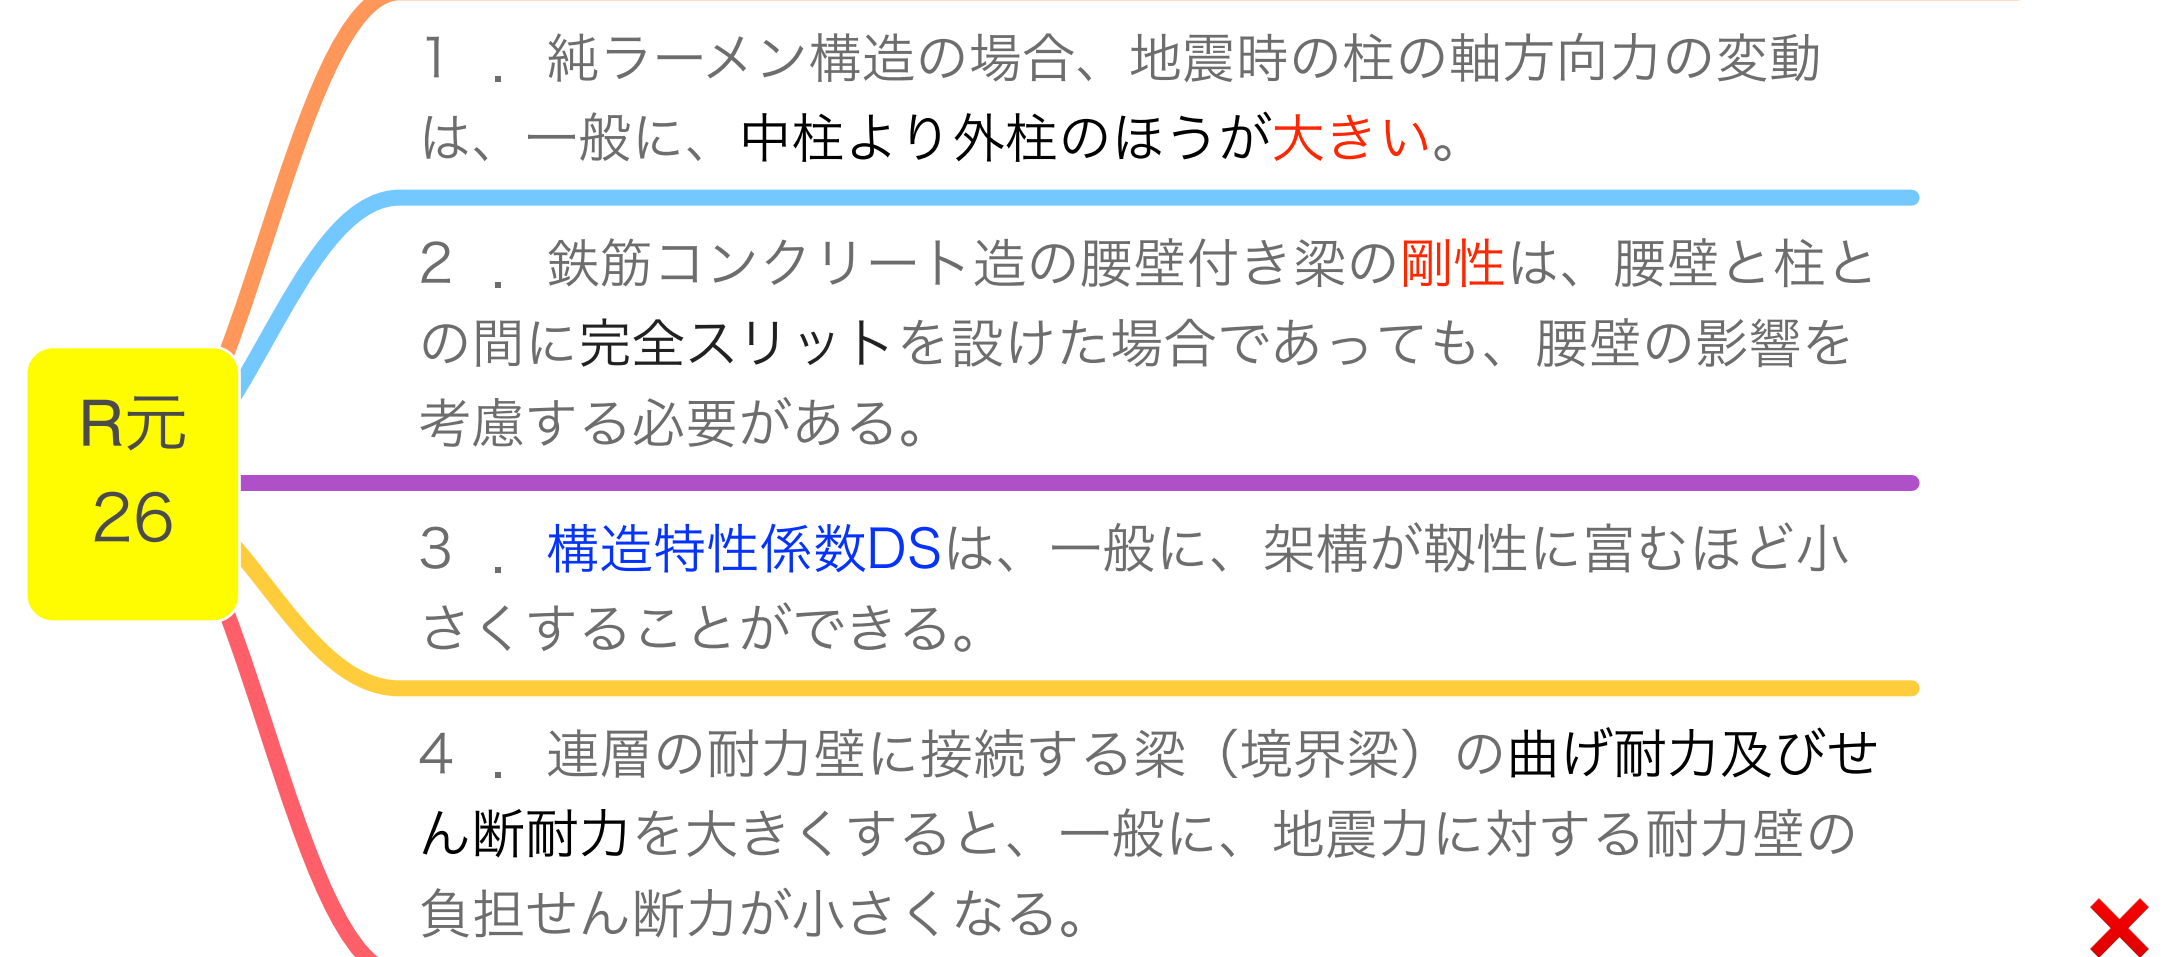 １．純ラーメン構造の場合、地震時の柱の軸方向力の変動
は、一般に、中柱より外柱のほうが大きい。
２．鉄筋コンクリート造の腰壁付き梁の剛性は、腰壁と柱と
の間に完全スリットを設けた場合であっても、腰壁の影響を
考慮する必要がある。
R元
26
３．構造特性係数DSは、一般に、架構が靱性に富むほど小
さくすることができる。
４．連層の耐力壁に接続する梁（境界梁）の曲げ耐力及びせ
ん断耐力を大きくすると、一般に、地震力に対する耐力壁の
負担せん断力が小さくなる。